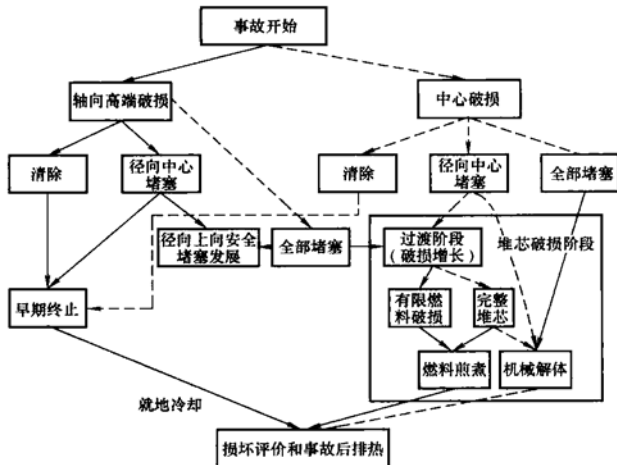 事故开始
轴向高端破损
中心破损
清除
径向中心
堵塞
清除
径向中心
堵塞
全部堵塞
径向上向安全
堵塞发展
全部堵塞
过渡阶段
（破损增长）
堆芯破损阶段
早期终止
有限燃
料破损
完整
堆芯
燃料煎煮
机械解体
就地冷却
损坏评价和事故后排热